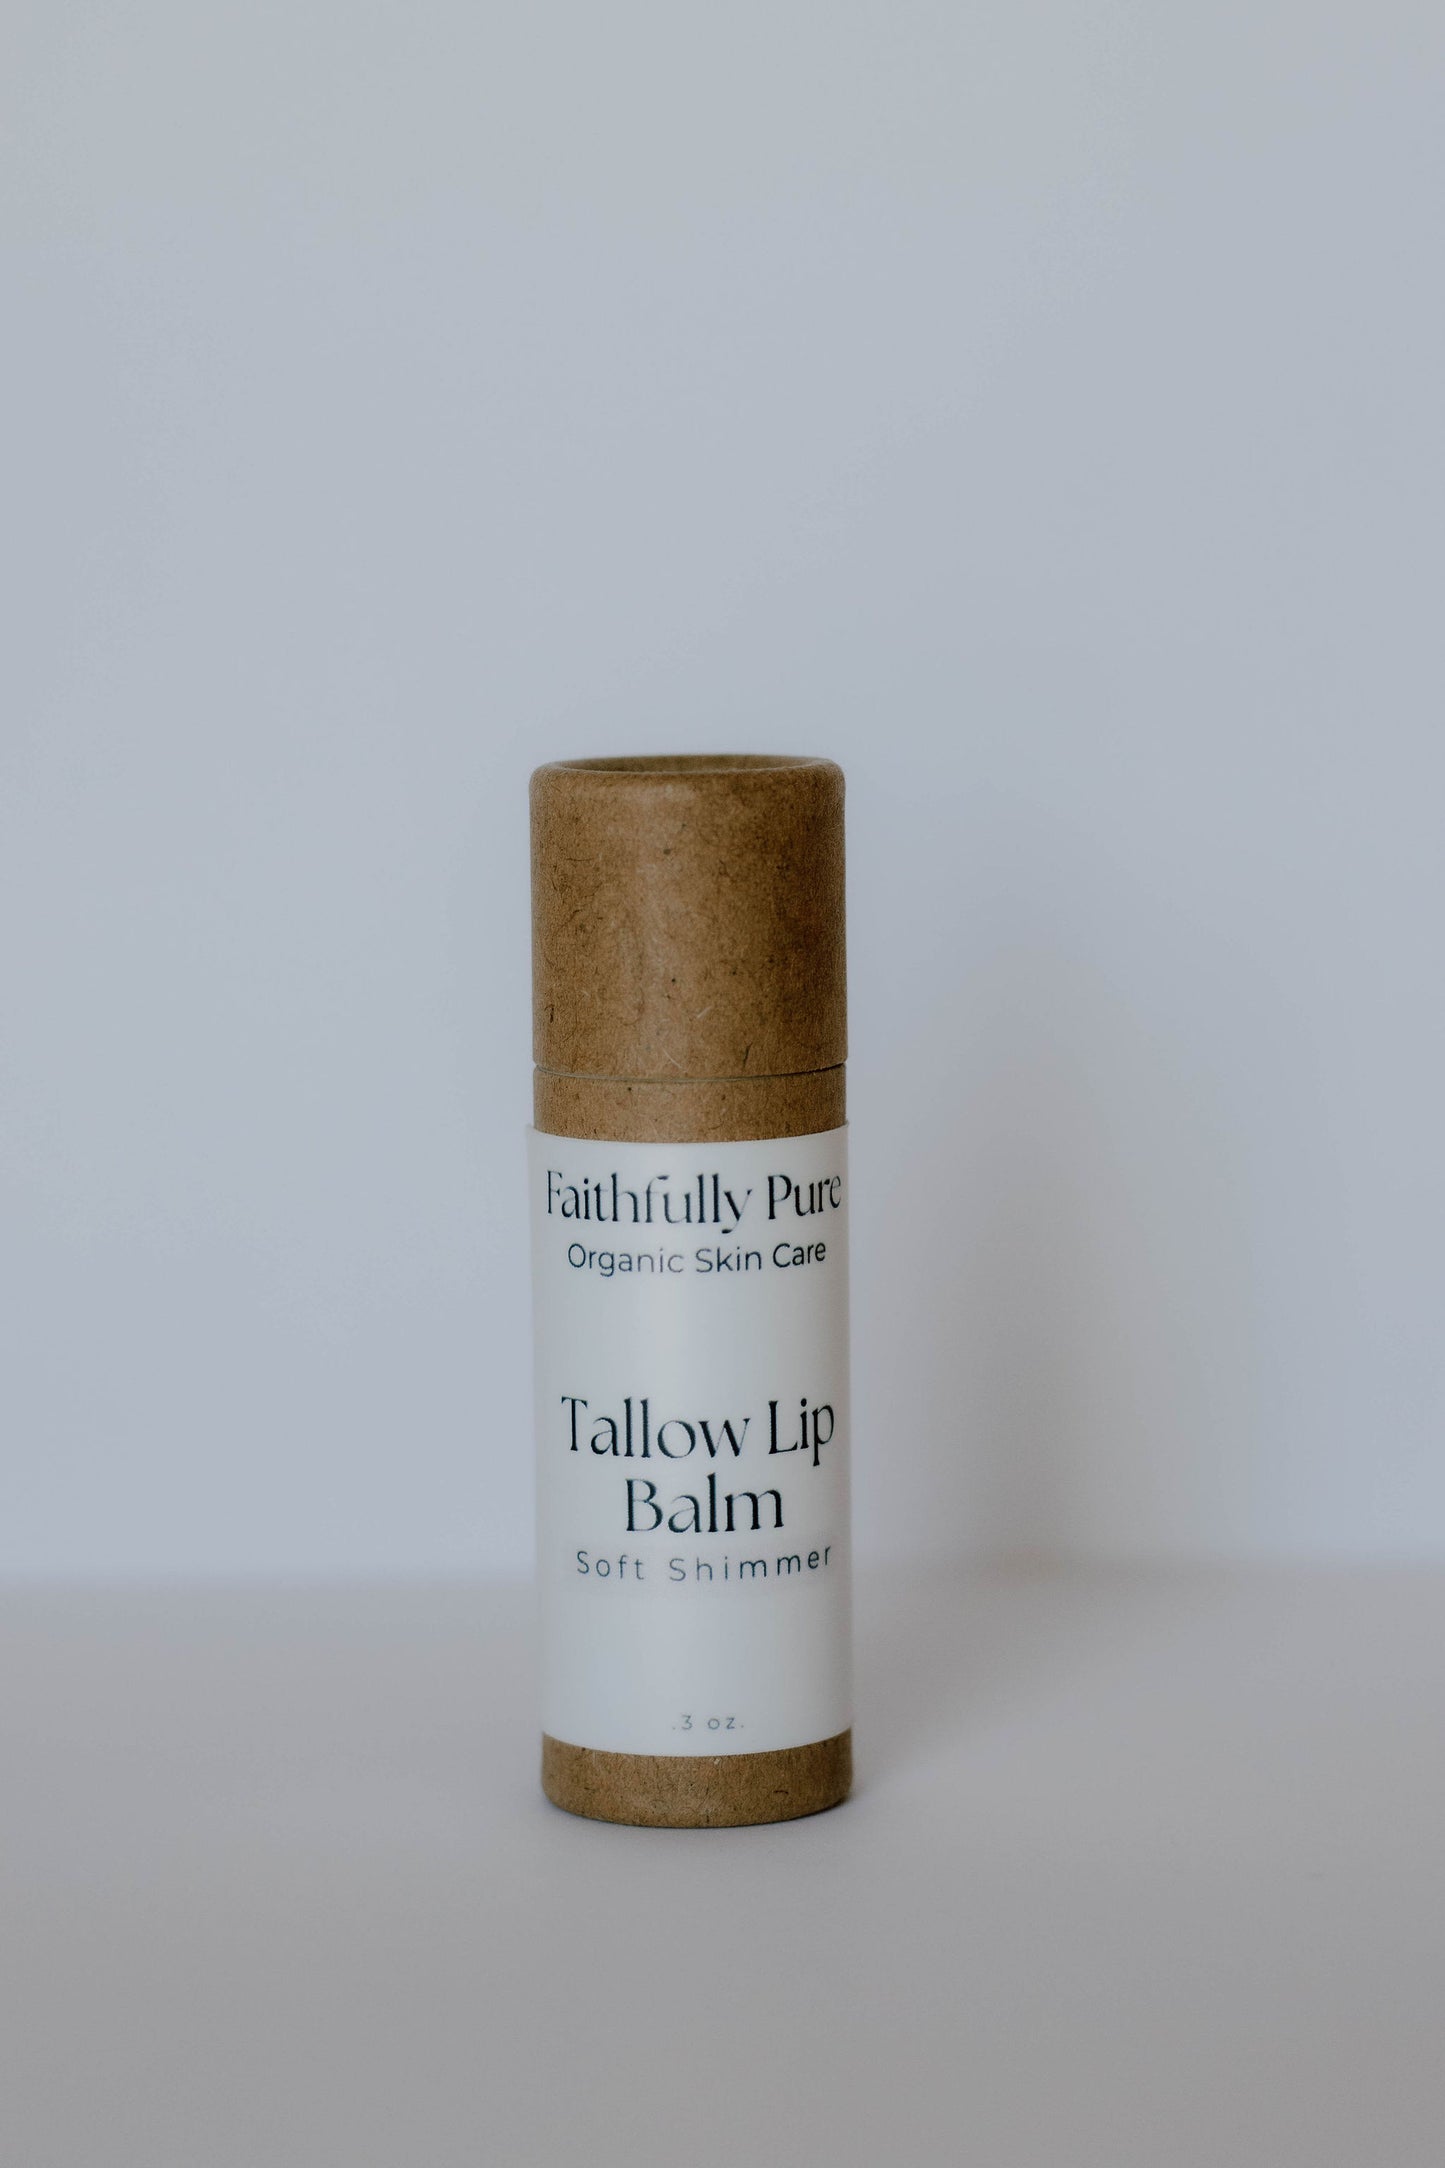 Faithfully Pure
Organic Skin Care
Tallow Lip
Balm
Soft Shimmer
.3 oz.